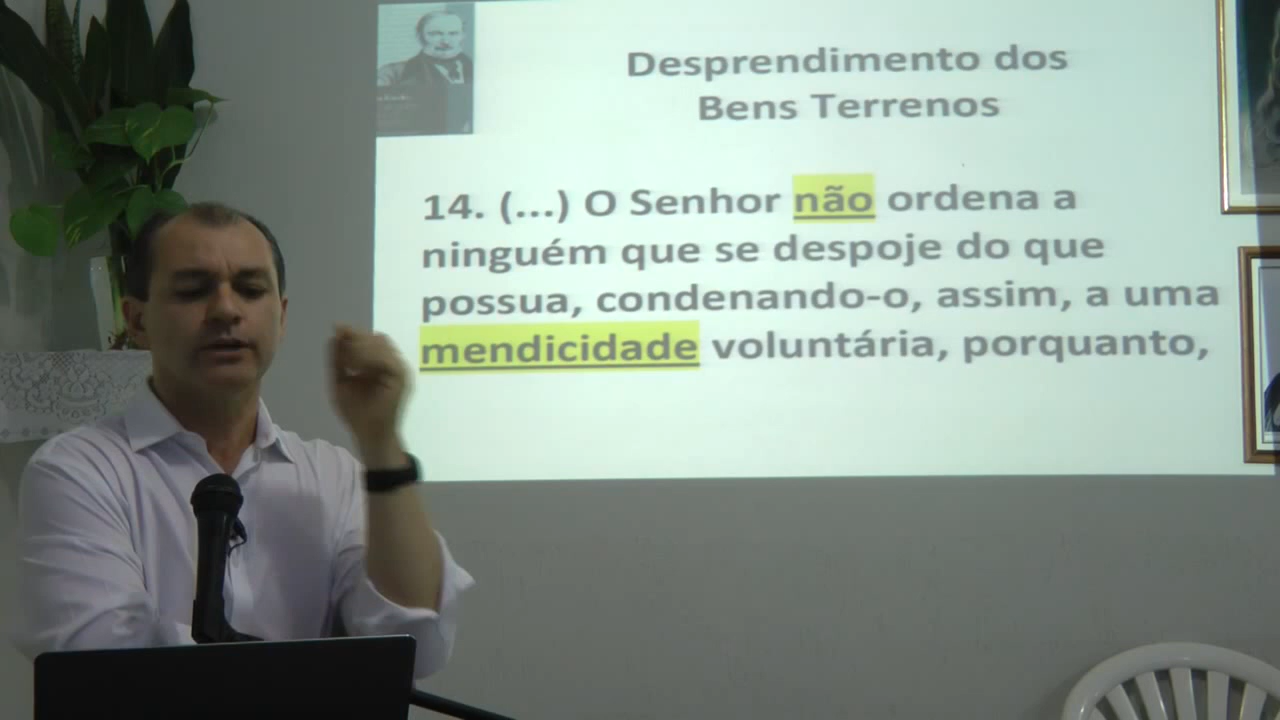 Desprendimento dos
Bens Terrenos
14. (...) O Senhor não ordena a
ninguém que se despoje do que
possua, condenando-o, assim, a uma
mendicidade voluntária, porquanto,